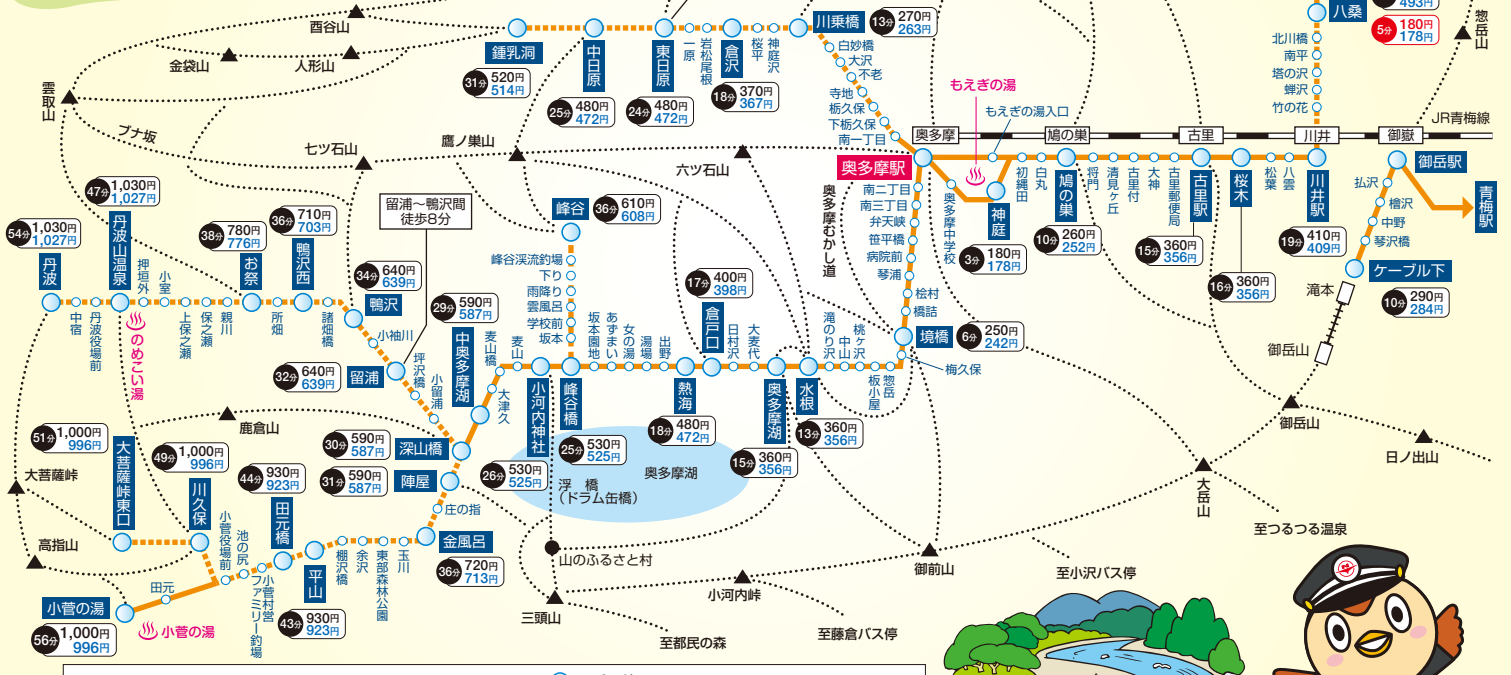 酉谷山
金袋山
人形山
雲取山
ブナ坂
七ツ石山
鷹ノ巣山
六ツ石山
鍾乳洞
31分 520円 514円
中日原
25分 480円 472円
東日原
24分 480円 472円
一原
岩松尾根
倉沢
18分 370円 367円
桜平
神庭沢
川乗橋
13分 270円 263円
白妙橋
大沢
不老
寺地
栃久保
下栃久保
南一丁目
もえぎの湯
もえぎの湯入口
八桑
493円
5分 180円 178円
惣岳山
北川橋
南平
塔の沢
蝉沢
竹の花
JR青梅線
奥多摩
鳩の巣
古里
川井
御嶽
奥多摩駅
南二丁目
南三丁目
弁天峡
笹平橋
病院前
琴浦
桧村
橋詰
境橋
6分 250円 242円
梅久保
奥多摩むかし道
奥多摩中学校
神庭
3分 180円 178円
初縄田
白丸
鳩の巣
10分 260円 252円
将門
清見ヶ丘
古里付
大神
古里郵便局
古里駅
15分 360円 356円
桜木
16分 360円 356円
松葉
八雲
川井駅
19分 410円 409円
御岳駅
青梅駅
払沢
檜沢
中野
琴沢橋
ケーブル下
10分 290円 284円
滝本
御岳山
御岳山
日ノ出山
大岳山
至つるつる温泉
54分 1,030円 1,027円
丹波
中宿
丹波役場前
47分 1,030円 1,027円
丹波山温泉
のめこい湯
押垣外
小室
上保之瀬
保之瀬
親川
38分 780円 776円
お祭
所畑
36分 710円 703円
鴨沢西
諸畑橋
34分 640円 639円
鴨沢
小袖川
留浦〜鴨沢間
徒歩8分
32分 640円 639円
留浦
坪沢橋
小留浦
29分 590円 587円
中奥多摩湖
麦山橋
大津久
麦山
30分 590円 587円
深山橋
峰谷
36分 610円 608円
峰谷渓流釣場
下り
雨降り
雲風呂
学校前
坂本
小河内神社
26分 530円 525円
峰谷橋
25分 530円 525円
坂本園地
あずまい
女の湯
湯場
出野
熱海
18分 480円 472円
17分 400円 398円
倉戸口
日村沢
大麦代
奥多摩湖
15分 360円 356円
水根
13分 360円 356円
滝のり沢
中山
桃ヶ沢
板小屋
惣岳
奥多摩湖
浮橋
（ドラム缶橋）
山のふるさと村
三頭山
至都民の森
小河内峠
至藤倉バス停
御前山
至小沢バス停
鹿倉山
大菩薩峠
高指山
51分 1,000円 996円
大菩薩峠東口
49分 1,000円 996円
川久保
小菅役場前
池の尻
小菅村営
ファミリー釣場
44分 930円 923円
田元橋
平山
43分 930円 923円
棚沢橋
余沢
東部森林公園
玉川
金風呂
36分 720円 713円
庄の指
31分 590円 587円
陣屋
田元
小菅の湯
56分 1,000円 996円
小菅の湯